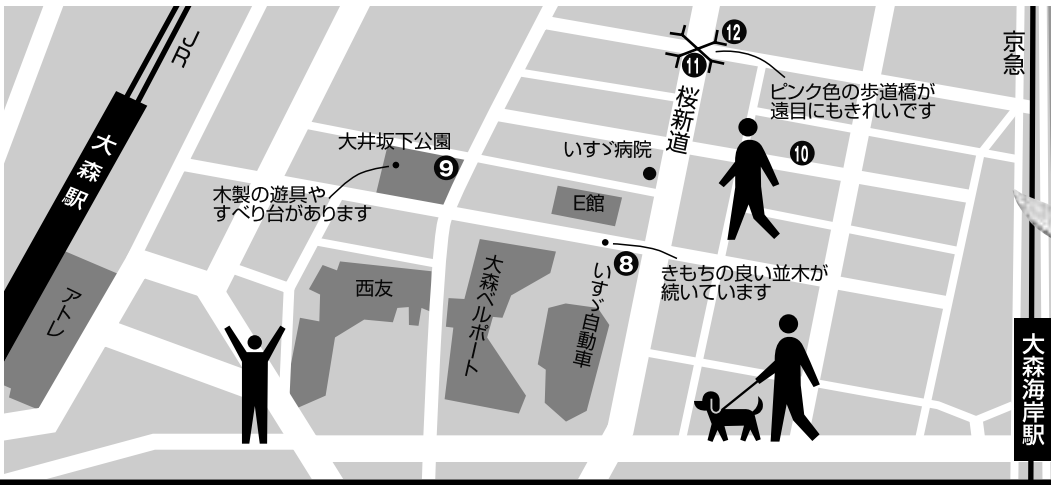 JR
大森駅
アトレ
大井坂下公園
❾
木製の遊具や
すべり台があります
西友
大森ベルポート
いすゞ自動車
❽
きもちの良い並木が
続いています
E館
いすゞ病院
桜新道
⓬
⓫
ピンク色の歩道橋が
遠目にもきれいです
❿
京急
大森海岸駅